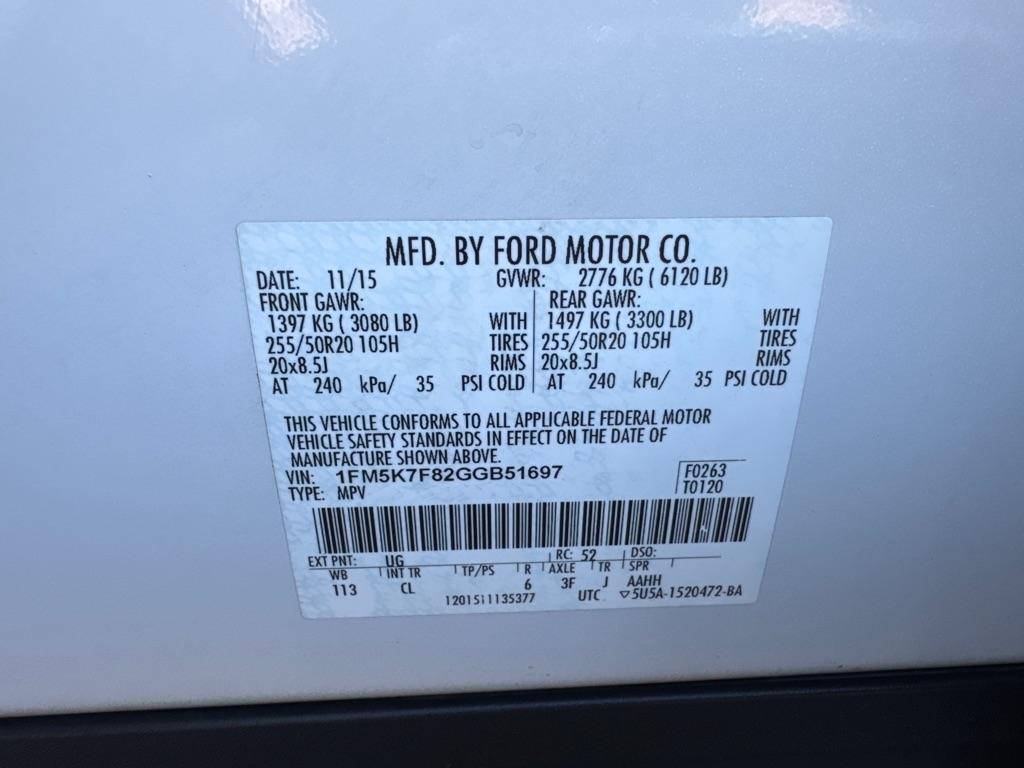 MFD. BY FORD MOTOR CO.
DATE: 11/15 GVWR: 2776 KG ( 6120 LB)
FRONT GAWR: REAR GAWR:
1397 KG ( 3080 LB) WITH 1497 KG ( 3300 LB) WITH
255/50R20 105H TIRES 255/50R20 105H TIRES
20x8.5J RIMS 20x8.5J RIMS
AT 240 kPa/ 35 PSI COLD AT 240 kPa/ 35 PSI COLD
THIS VEHICLE CONFORMS TO ALL APPLICABLE FEDERAL MOTOR
VEHICLE SAFETY STANDARDS IN EFFECT ON THE DATE OF
MANUFACTURE SHOWN ABOVE.
VIN: 1FM5K7F82GGB51697 F0263
TYPE: MPV T0120
EXT PNT: UG RC: 52 DSO:
WB INT TR TP/PS R AXLE TR SPR
113 CL 6 3F J AAHH
1201511135377 UTC ▽5U5A-1520472-BA